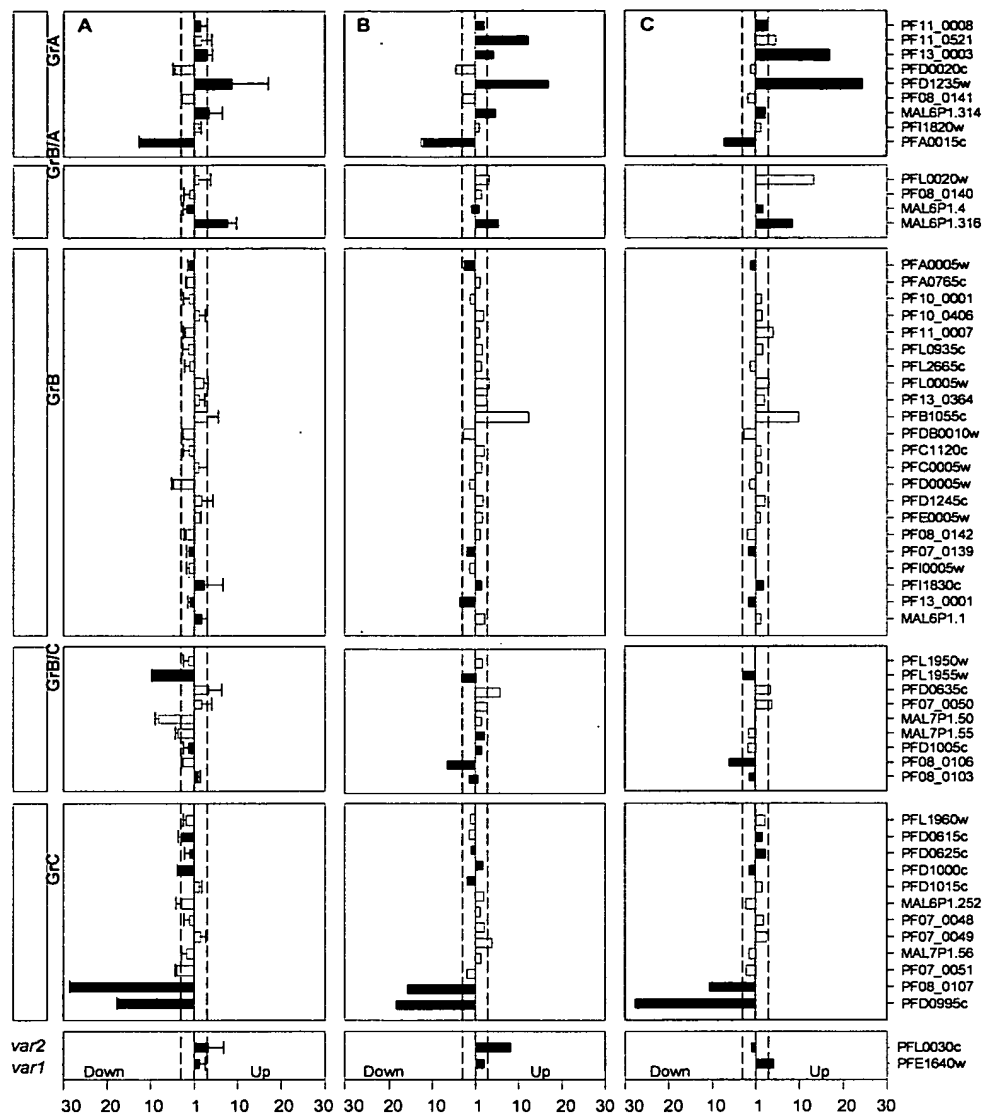 A B C
GrA
PF11_0008
PF11_0521
PF13_0003
PFD0020c
PFD1235w
PF08_0141
MAL6P1.314
PFI1820w
PFA0015c
GrB/A
PFL0020w
PF08_0140
MAL6P1.4
MAL6P1.316
GrB
PFA0005w
PFA0765c
PF10_0001
PF10_0406
PF11_0007
PFL0935c
PFL2665c
PFL0005w
PF13_0364
PFB1055c
PFDB0010w
PFC1120c
PFC0005w
PFD0005w
PFD1245c
PFE0005w
PF08_0142
PF07_0139
PFI0005w
PFI1830c
PF13_0001
MAL6P1.1
GrB/C
PFL1950w
PFL1955w
PFD0635c
PF07_0050
MAL7P1.50
MAL7P1.55
PFD1005c
PF08_0106
PF08_0103
GrC
PFL1960w
PFD0615c
PFD0625c
PFD1000c
PFD1015c
MAL6P1.252
PF07_0048
PF07_0049
MAL7P1.56
PF07_0051
PF08_0107
PFD0995c
var2 PFL0030c
var1 PFE1640w
Down Up Down Up Down Up
30 10 1 10 20 30 30 10 1 10 20 30 30 10 1 10 20 30